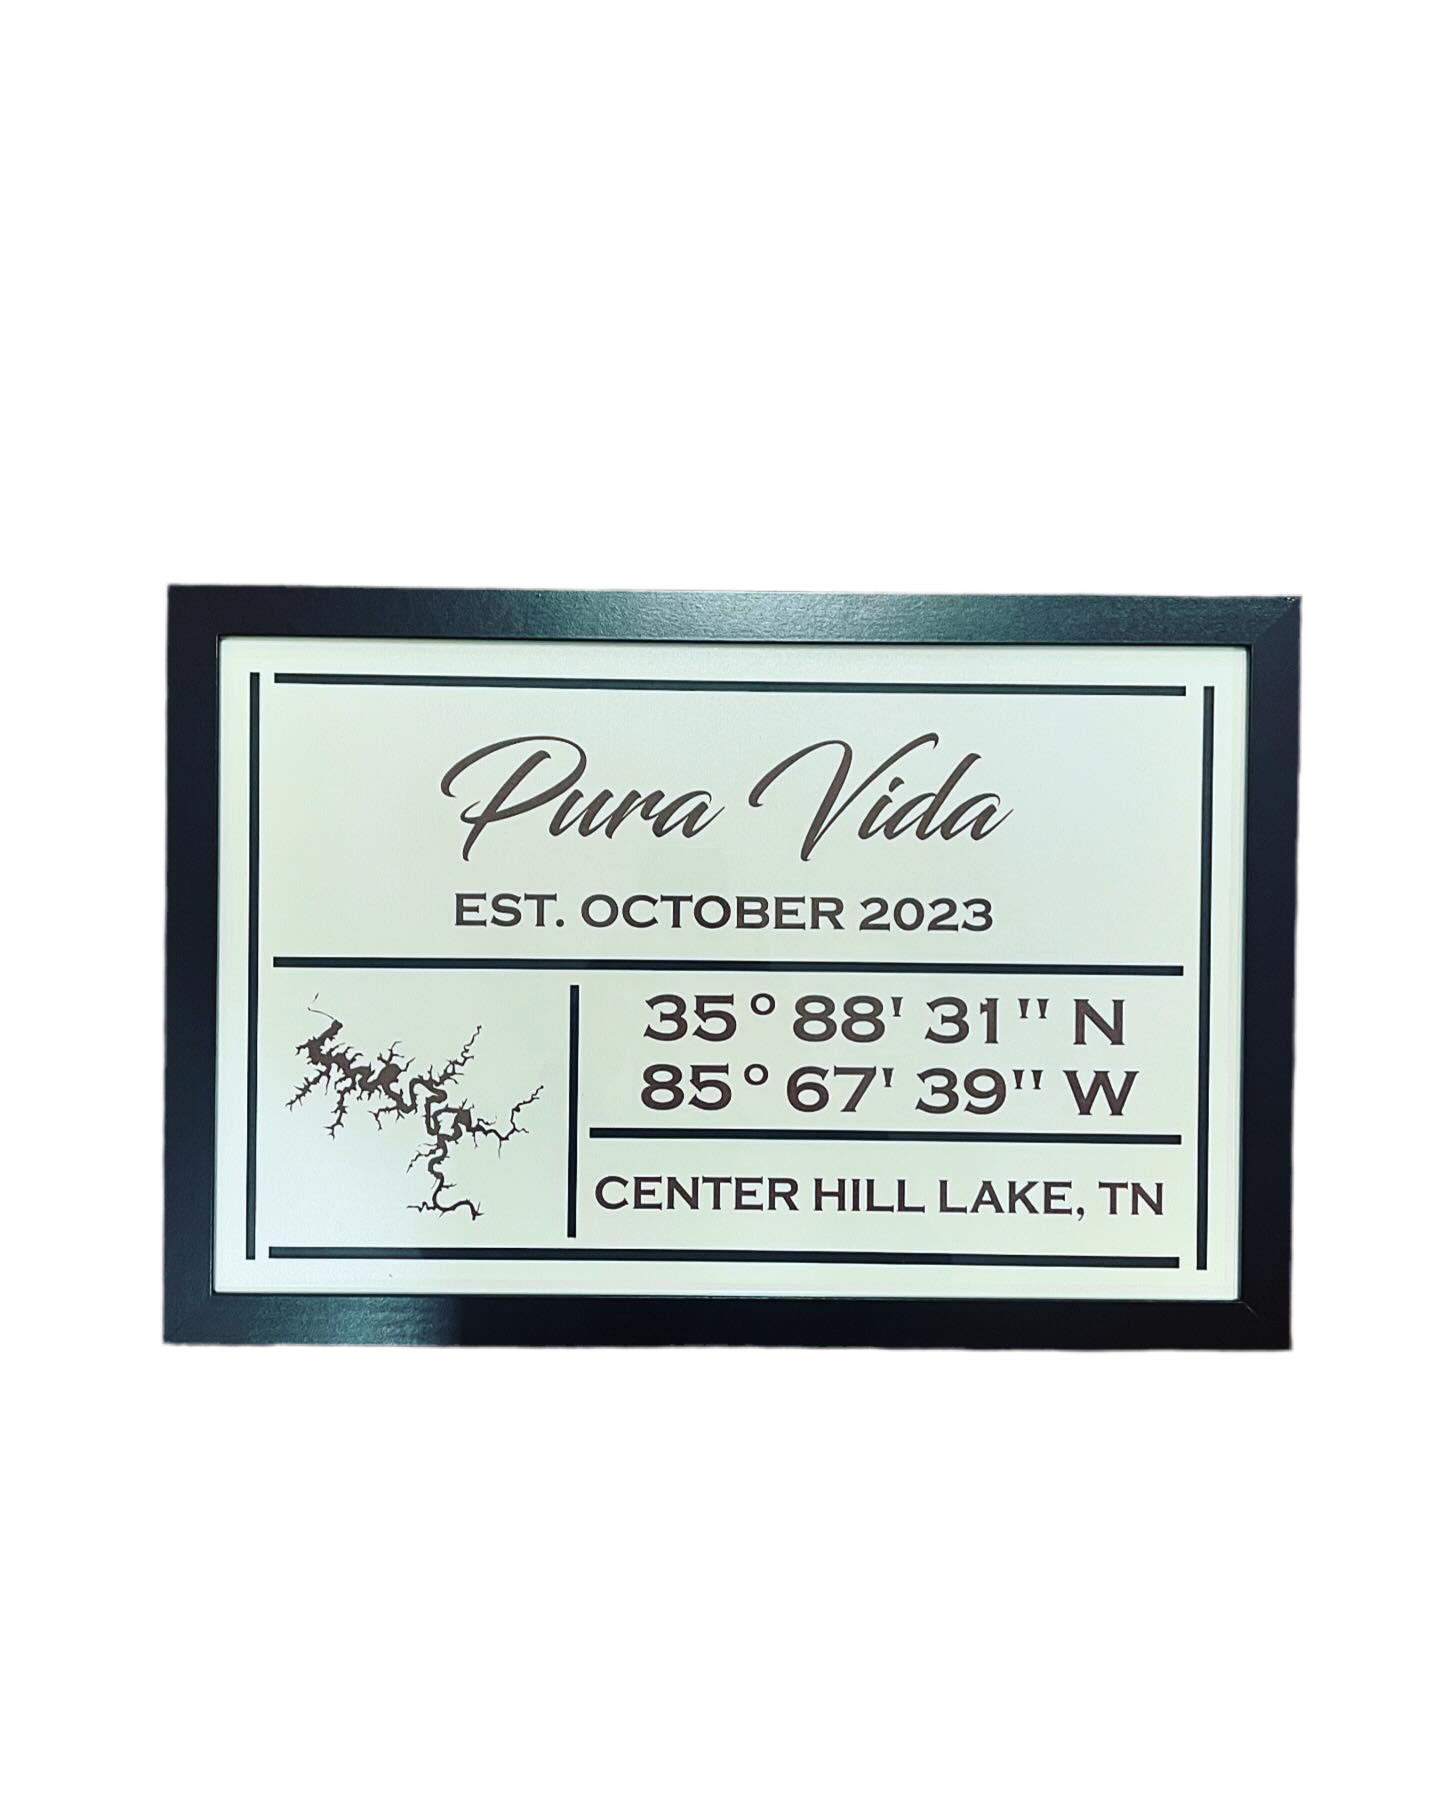 Pura Vida
EST. OCTOBER 2023
35° 88' 31'' N
85° 67' 39'' W
CENTER HILL LAKE, TN